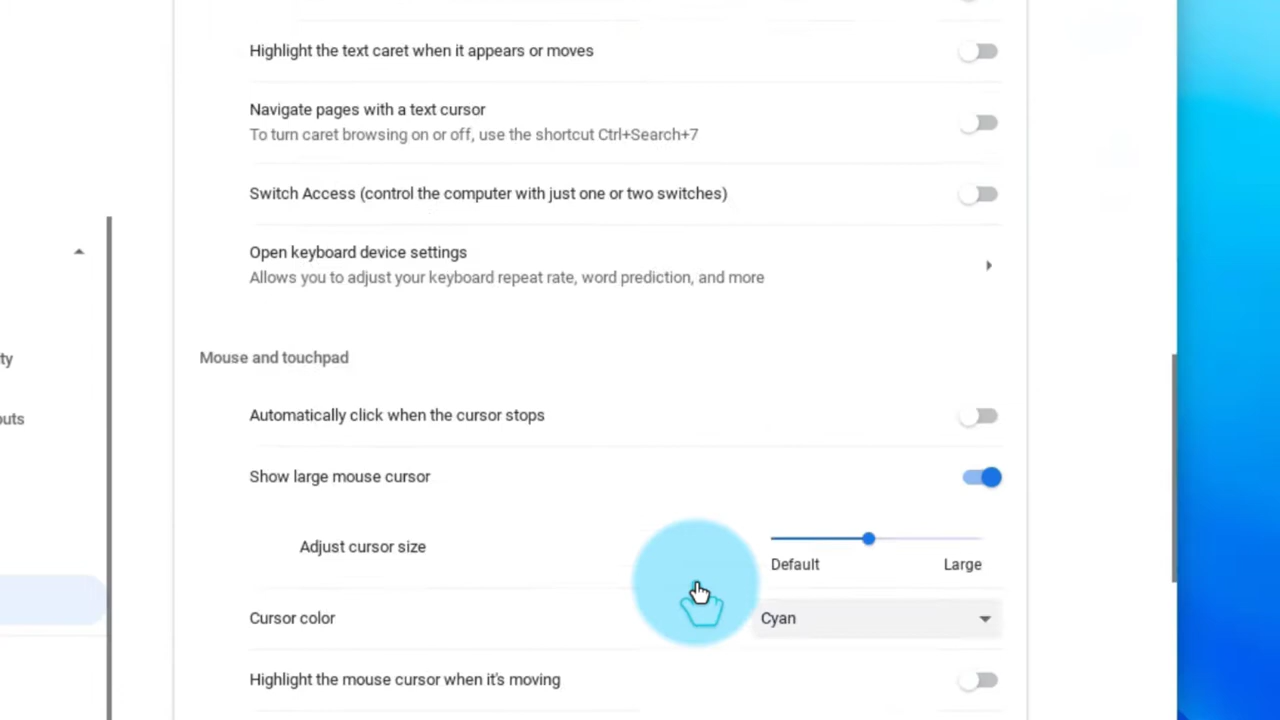 Highlight the text caret when it appears or moves
Navigate pages with a text cursor
To turn caret browsing on or off, use the shortcut Ctrl+Search+7
Switch Access (control the computer with just one or two switches)
Open keyboard device settings
Allows you to adjust your keyboard repeat rate, word prediction, and more
ty
Mouse and touchpad
outs
Automatically click when the cursor stops
Show large mouse cursor
Adjust cursor size
Default Large
Cursor color Cyan
Highlight the mouse cursor when it's moving